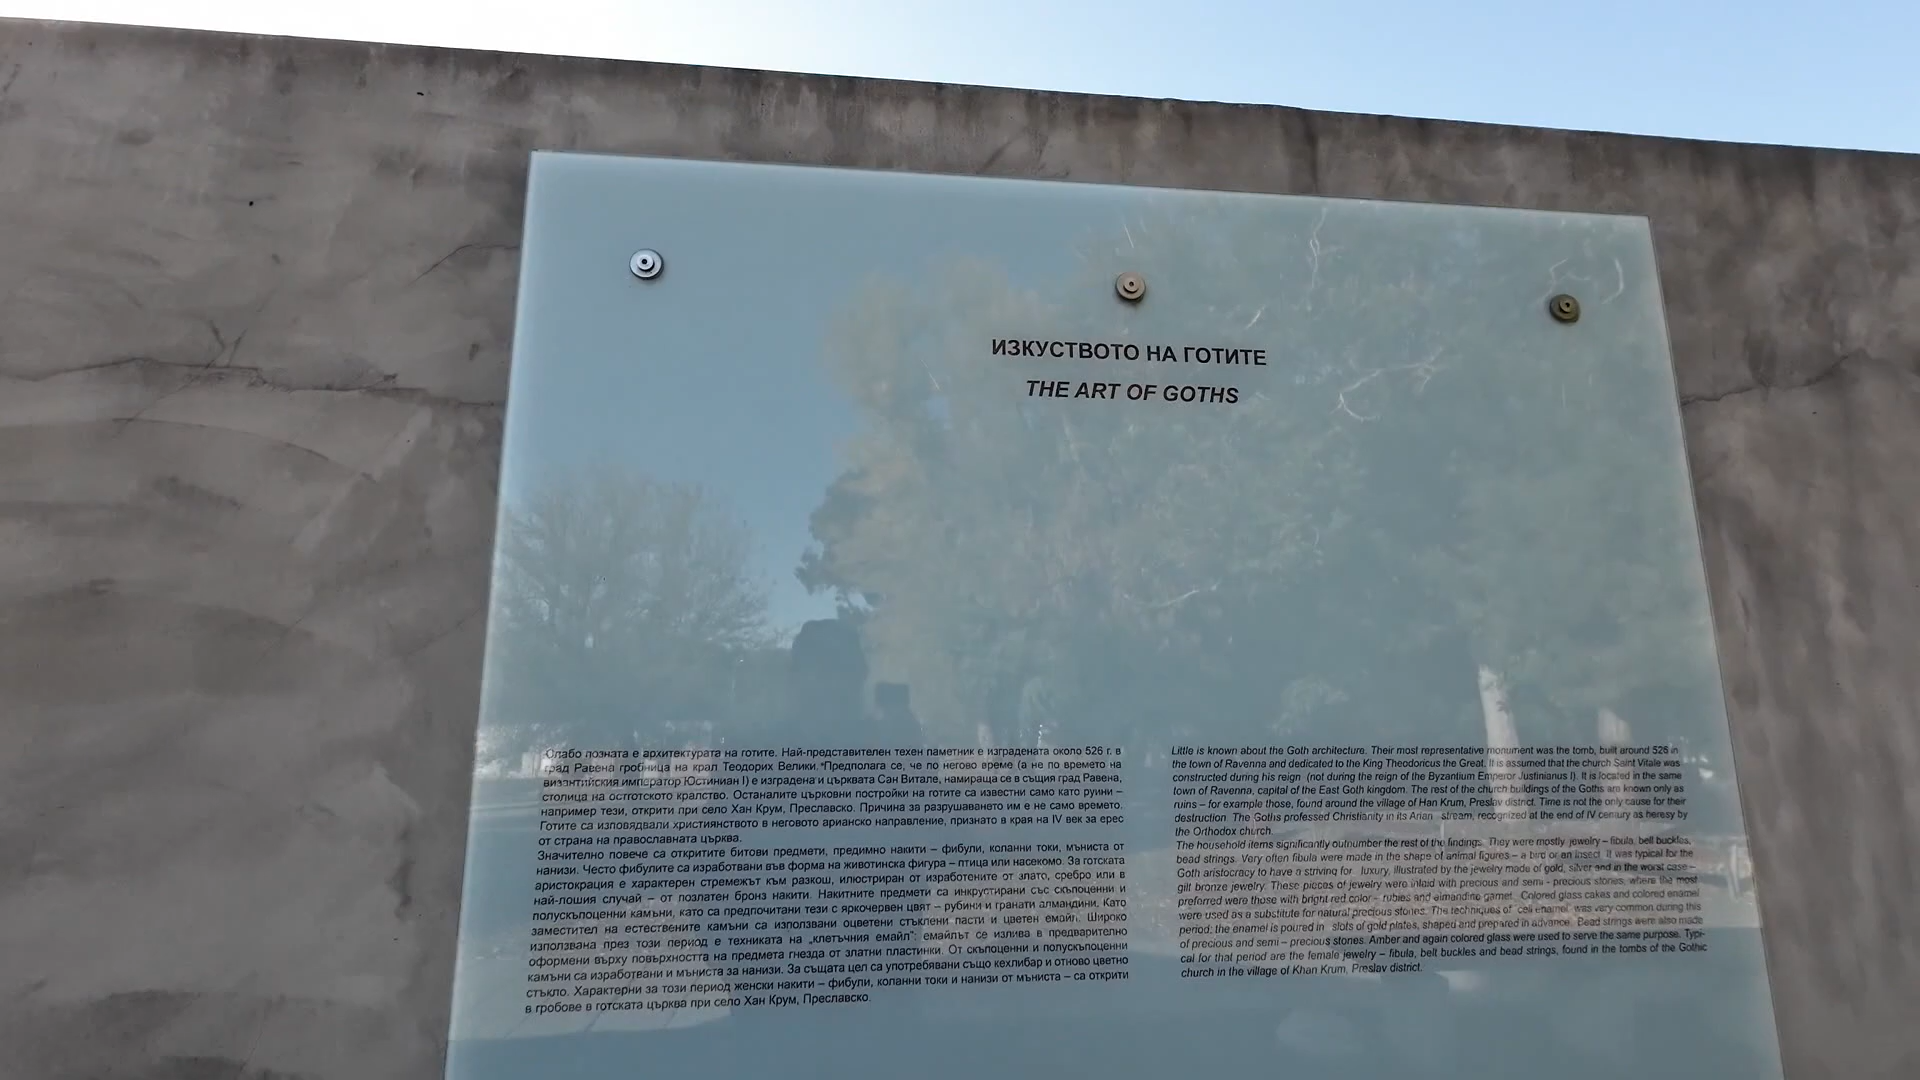 ИЗКУСТВОТО НА ГОТИТЕ
THE ART OF GOTHS
Слабо позната е архитектурата на готите. Най-представителен техен паметник е изградената около 526 г. в
град Равена гробница на крал Теодорих Велики. Предполага се, че по негово време (а не по времето на
византийския император Юстиниан I) е изградена и църквата Сан Витале, намираща се в същия град Равена,
столица на остготското кралство. Останалите църковни постройки на готите са известни само като руини –
например тези, открити при село Хан Крум, Преславско. Причина за разрушаването им е не само времето.
Готите са изповядвали християнството в неговото арианско направление, признато в края на IV век за ерес
от страна на православната църква.
Значително повече са откритите битови предмети, предимно накити – фибули, коланни токи, мъниста от
нанизи. Често фибулите са изработвани във форма на животинска фигура – птица или насекомо. За готската
аристокрация е характерен стремежът към разкош, илюстриран от изработените от злато, сребро или в
най-лошия случай – от позлатен бронз накити. Накитните предмети са инкрустирани със скъпоценни и
полускъпоценни камъни, като са предпочитани тези с яркочервен цвят – рубини и гранати алмандини. Като
заместител на естествените камъни са използвани оцветени стъклени пасти и цветен емайл. Широко
използвана през този период е техниката на „клетъчния емайл“: емайлът се излива в предварително
оформени върху повърхността на предмета гнезда от златни пластинки. От скъпоценни и полускъпоценни
камъни са изработвани и мъниста за нанизи. За същата цел са употребявани също кехлибар и отново цветно
стъкло. Характерни за този период женски накити – фибули, коланни токи и нанизи от мъниста – са открити
в гробове в готската църква при село Хан Крум, Преславско.
Little is known about the Goth architecture. Their most representative monument was the tomb, built around 526 in
the town of Ravenna and dedicated to the King Theodoricus the Great. It is assumed that the church Saint Vitale was
constructed during his reign (not during the reign of the Byzantium Emperor Justinianus I). It is located in the same
town of Ravenna, capital of the East Goth kingdom. The rest of the church buildings of the Goths are known only as
ruins – for example those, found around the village of Han Krum, Preslav district. Time is not the only cause for their
destruction. The Goths professed Christianity in its Arian stream, recognized at the end of IV century as heresy by
the Orthodox church.
The household items significantly outnumber the rest of the findings. They were mostly jewelry – fibula, bell buckles,
bead strings. Very often fibula were made in the shape of animal figures – a bird or an insect. It was typical for the
Goth aristocracy to have a striving for luxury, illustrated by the jewelry made of gold, silver and in the worst case –
gilt bronze jewelry. These pieces of jewelry were inlaid with precious and semi - precious stones, where the most
preferred were those with bright red color - rubies and almandine garnet. Colored glass cakes and colored enamel
were used as a substitute for natural precious stones. The techniques of "cell enamel" was very common during this
period: the enamel is poured in slots of gold plates, shaped and prepared in advance. Bead strings were also made
of precious and semi – precious stones. Amber and again colored glass were used to serve the same purpose. Typi-
cal for that period are the female jewelry – fibula, belt buckles and bead strings, found in the tombs of the Gothic
church in the village of Khan Krum, Preslav district.